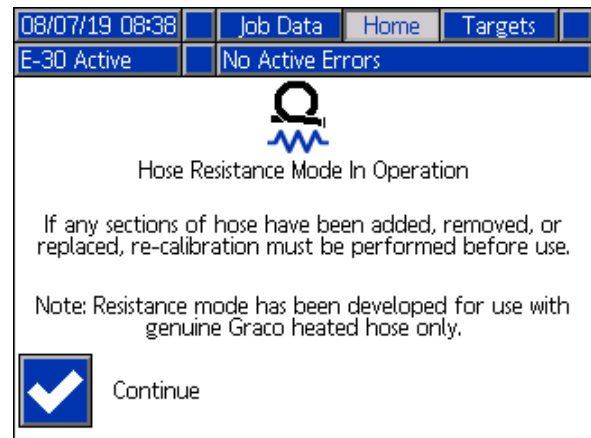 08/07/19 08:38 Job Data Home Targets
E-30 Active No Active Errors
Hose Resistance Mode In Operation
If any sections of hose have been added, removed, or
replaced, re-calibration must be performed before use.
Note: Resistance mode has been developed for use with
genuine Graco heated hose only.
Continue